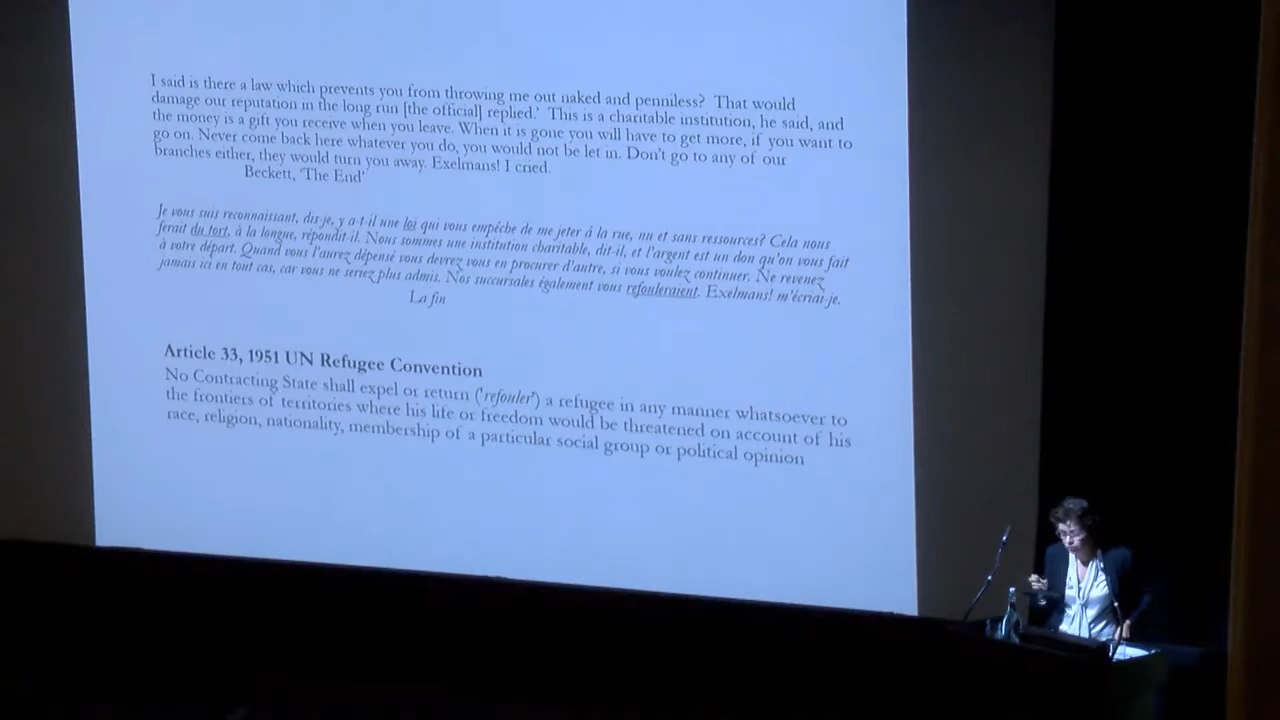 I said is there a law which prevents you from throwing me out naked and penniless? That would
damage our reputation in the long run [the official] replied.' This is a charitable institution, he said, and
the money is a gift you receive when you leave. When it is gone you will have to get more, if you want to
go on. Never come back here whatever you do, you would not be let in. Don't go to any of our
branches either, they would turn you away. Exelmans! I cried.
Beckett, 'The End'
Je vous suis reconnaissant, dis-je, y a-t-il une loi qui vous empêche de me jeter à la rue, nu et sans ressources? Cela nous
ferait du tort, à la longue, répondit-il. Nous sommes une institution charitable, dit-il, et l'argent est un don qu'on vous fait
à votre départ. Quand vous l'aurez dépensé vous devrez vous en procurer d'autre, si vous voulez continuer. Ne revenez
jamais ici en tout cas, car vous ne seriez plus admis. Nos succursales également vous refouleraient. Exelmans! m'écriai-je.
La fin
Article 33, 1951 UN Refugee Convention
No Contracting State shall expel or return ('refouler') a refugee in any manner whatsoever to
the frontiers of territories where his life or freedom would be threatened on account of his
race, religion, nationality, membership of a particular social group or political opinion